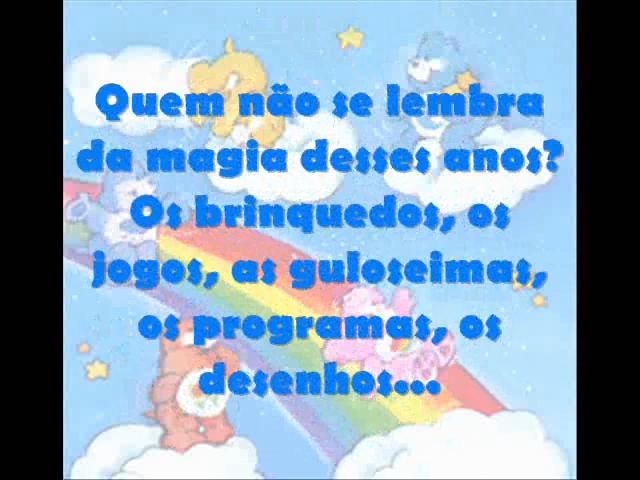 Quem não se lembra
da magia desses anos?
Os brinquedos, os
jogos, as guloseimas,
os programas, os
desenhos...